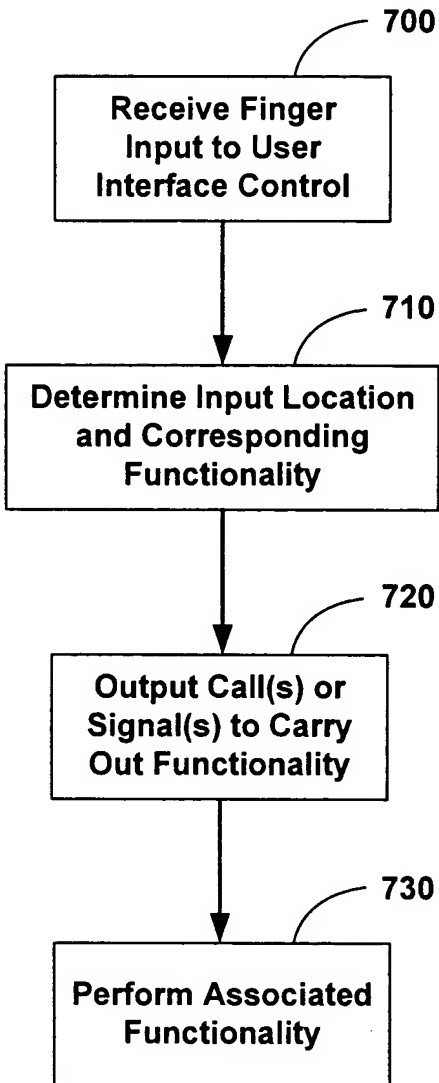 700
Receive Finger
Input to User
Interface Control
710
Determine Input Location
and Corresponding
Functionality
720
Output Call(s) or
Signal(s) to Carry
Out Functionality
730
Perform Associated
Functionality